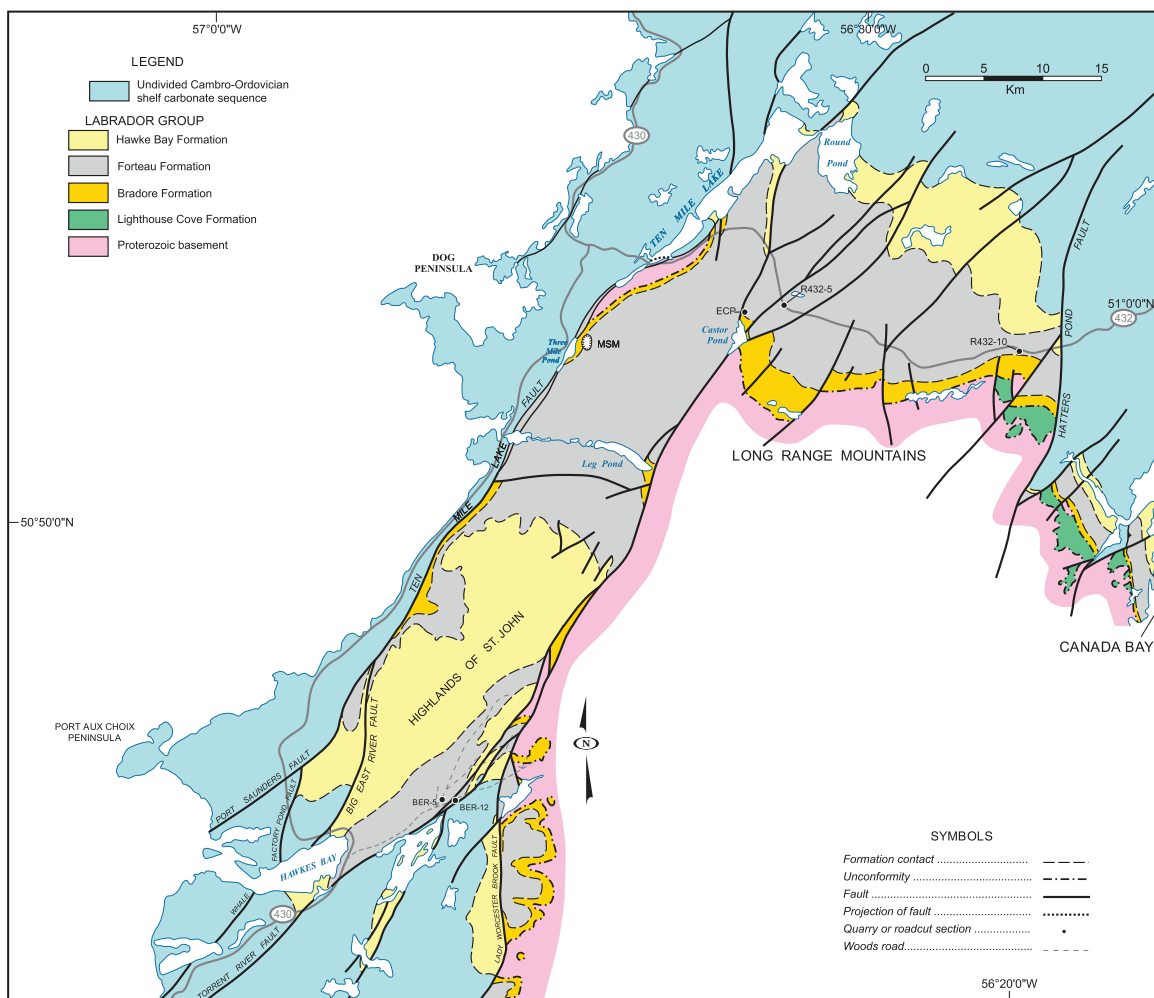 57°0'0"W
56°30'0"W
LEGEND
Undivided Cambro-Ordovician
shelf carbonate sequence
LABRADOR GROUP
Hawke Bay Formation
Forteau Formation
Bradore Formation
Lighthouse Cove Formation
Proterozoic basement
0 5 10 15
Km
430
Round
Pond
TEN MILE LAKE
DOG
PENINSULA
R432-5
ECP
51°0'0"N
432
Castor
Pond
R432-10
Three
Mile
Pond
MSM
POND FAULT
HATTERS
LONG RANGE MOUNTAINS
Leg Pond
TEN MILE LAKE FAULT
50°50'0"N
CANADA BAY
HIGHLANDS OF ST. JOHN
PORT AUX CHOIX
PENINSULA
N
PORT SAUNDERS FAULT
BIG EAST RIVER FAULT
FACTORY POND FAULT
BER-5
BER-12
HAWKES BAY
LADY WORCESTER BROOK FAULT
WHALE
430
TORRENT RIVER FAULT
SYMBOLS
Formation contact ..............................
Unconformity ..............................
Fault ..............................
Projection of fault ..............................
Quarry or roadcut section ..................
Woods road..............................
56°20'0"W